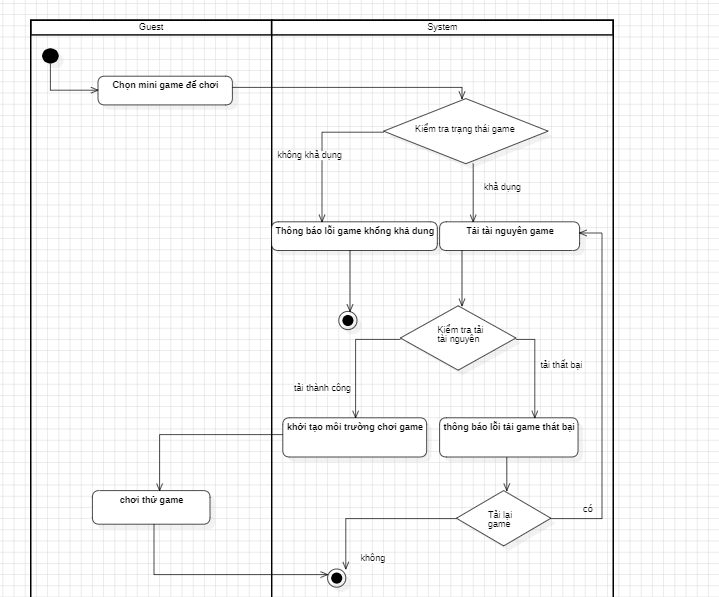 Guest
System
Chọn mini game để chơi
Kiểm tra trạng thái game
không khả dụng
khả dụng
Thông báo lỗi game không khả dung
Tải tài nguyên game
Kiểm tra tải
tài nguyên
tải thành công
tải thất bại
khởi tạo môi trường chơi game
thông báo lỗi tải game thát bại
chơi thử game
Tải lại
game
có
không